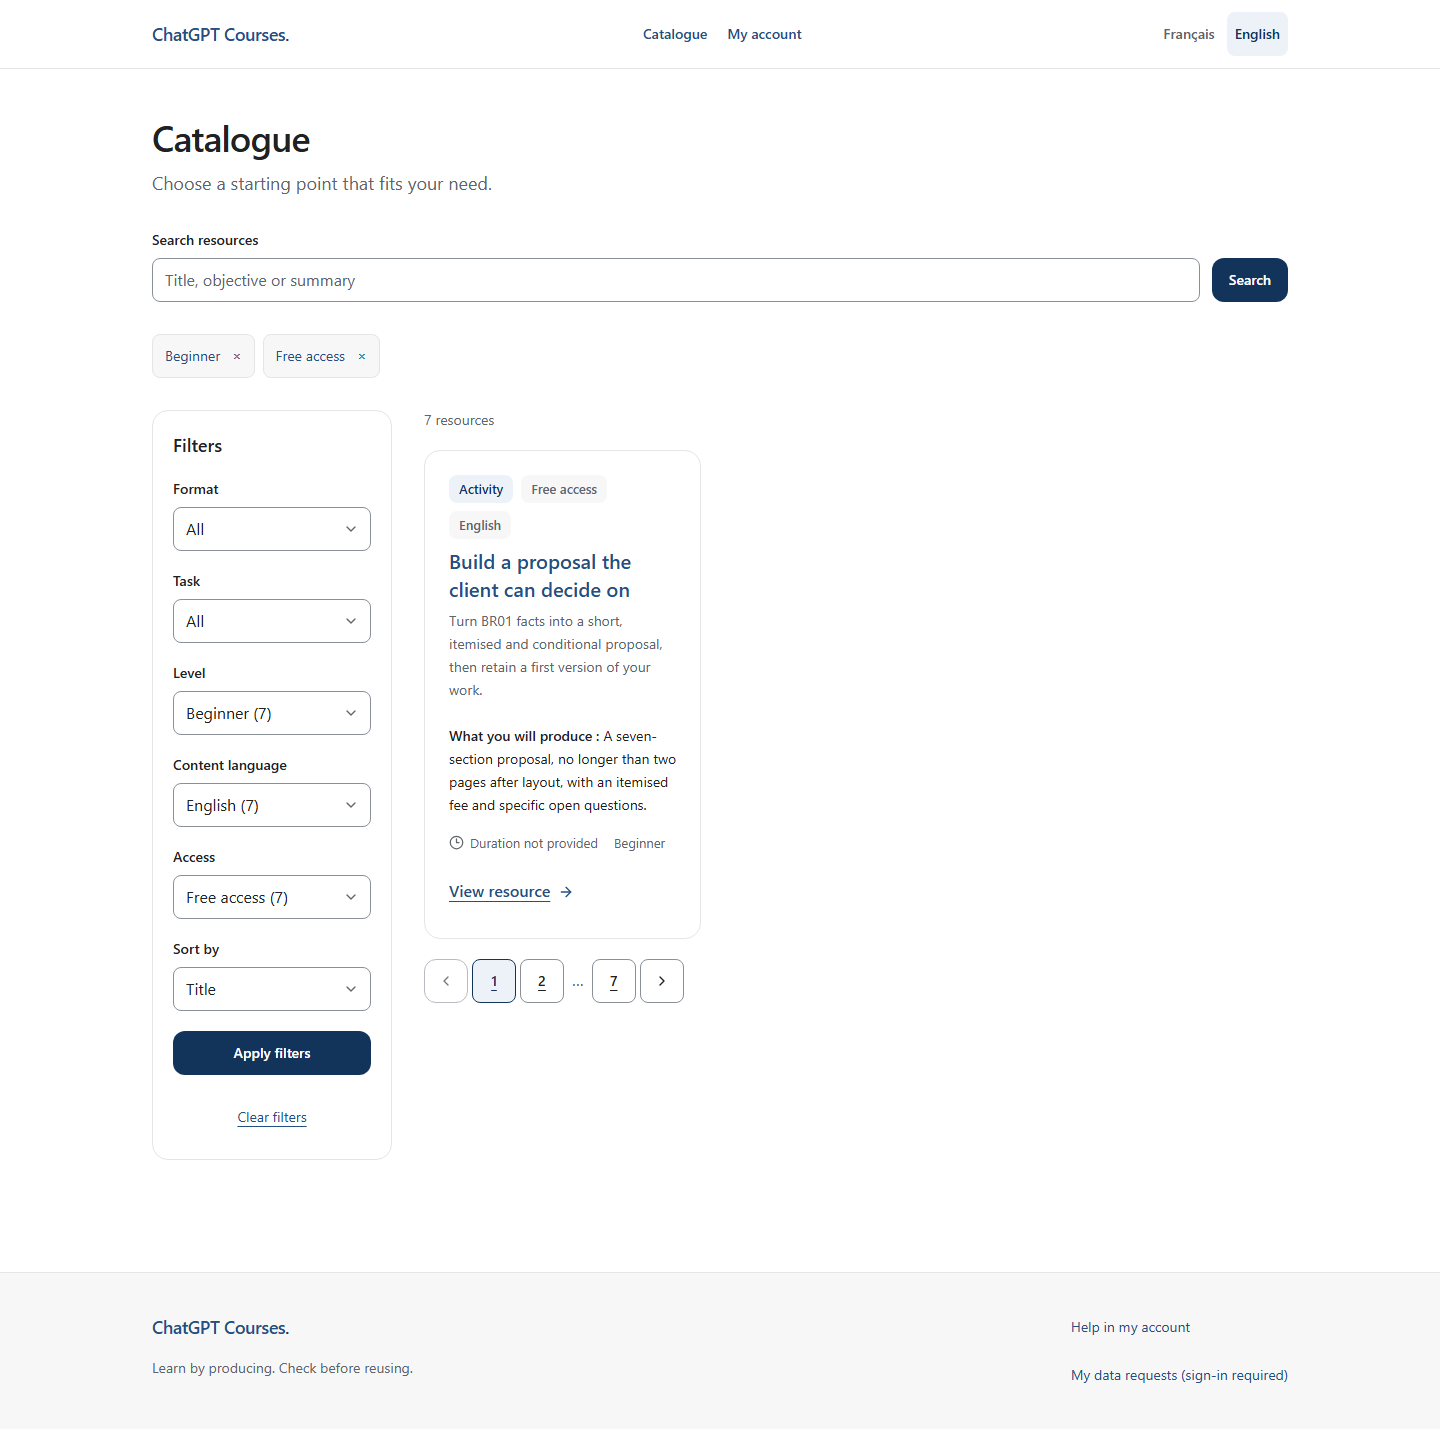 ChatGPT Courses.
Catalogue
My account
Français
English
Catalogue
Choose a starting point that fits your need.
Search resources
Title, objective or summary
Search
Beginner ×
Free access ×
Filters
Format
All
Task
All
Level
Beginner (7)
Content language
English (7)
Access
Free access (7)
Sort by
Title
Apply filters
Clear filters
7 resources
Activity
Free access
English
Build a proposal the
client can decide on
Turn BR01 facts into a short,
itemised and conditional proposal,
then retain a first version of your
work.
What you will produce : A seven-
section proposal, no longer than two
pages after layout, with an itemised
fee and specific open questions.
Duration not provided
Beginner
View resource →
1
2
…
7
ChatGPT Courses.
Learn by producing. Check before reusing.
Help in my account
My data requests (sign-in required)